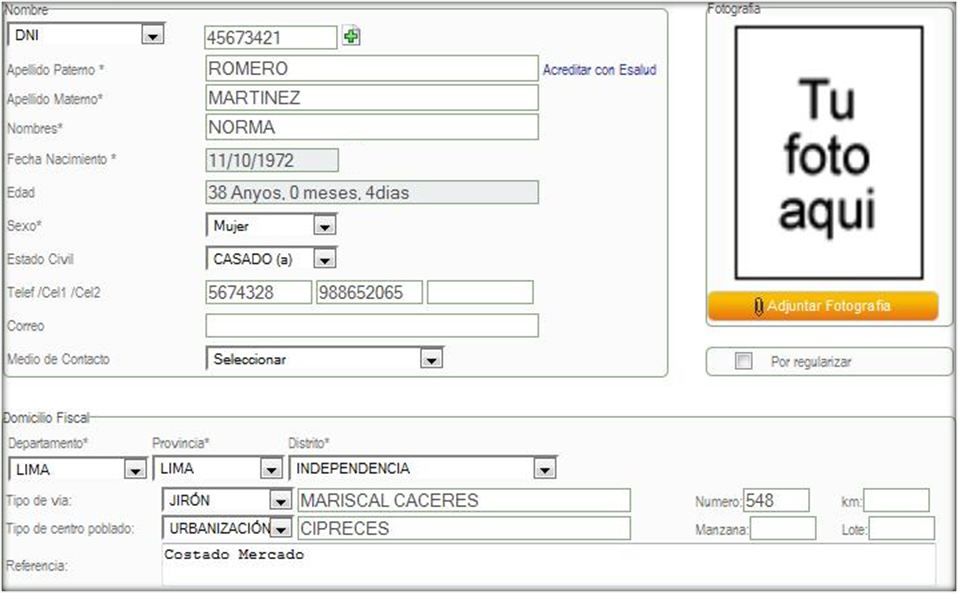 Nombre
DNI 45673421
Apellido Paterno * ROMERO Acreditar con Esalud
Apellido Materno* MARTINEZ
Nombres* NORMA
Fecha Nacimiento * 11/10/1972
Edad 38 Anyos, 0 meses, 4dias
Sexo* Mujer
Estado Civil CASADO (a)
Telef /Cel1 /Cel2 5674328 988652065
Correo
Medio de Contacto Seleccionar
Fotografia
Tu
foto
aqui
Adjuntar Fotografia
Por regularizar
Domicilio Fiscal
Departamento* Provincia* Distrito*
LIMA LIMA INDEPENDENCIA
Tipo de via: JIRÓN MARISCAL CACERES Numero: 548 km:
Tipo de centro poblado: URBANIZACIÓN CIPRECES Manzana: Lote:
Referencia: Costado Mercado